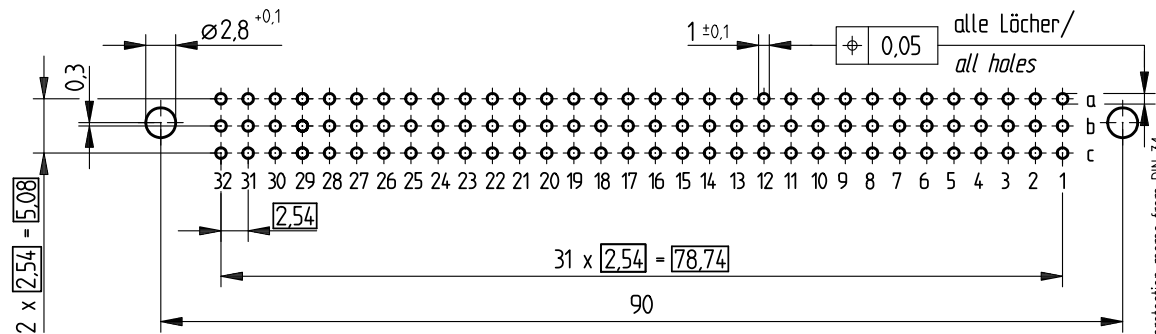 ⌀2,8 +0,1
1 ±0,1
⌖ 0,05
alle Löcher/
all holes
0,3
a
b
c
32 31 30 29 28 27 26 25 24 23 22 21 20 19 18 17 16 15 14 13 12 11 10 9 8 7 6 5 4 3 2 1
2,54
2 x 2,54 = 5,08
31 x 2,54 = 78,74
90
from DIN 34